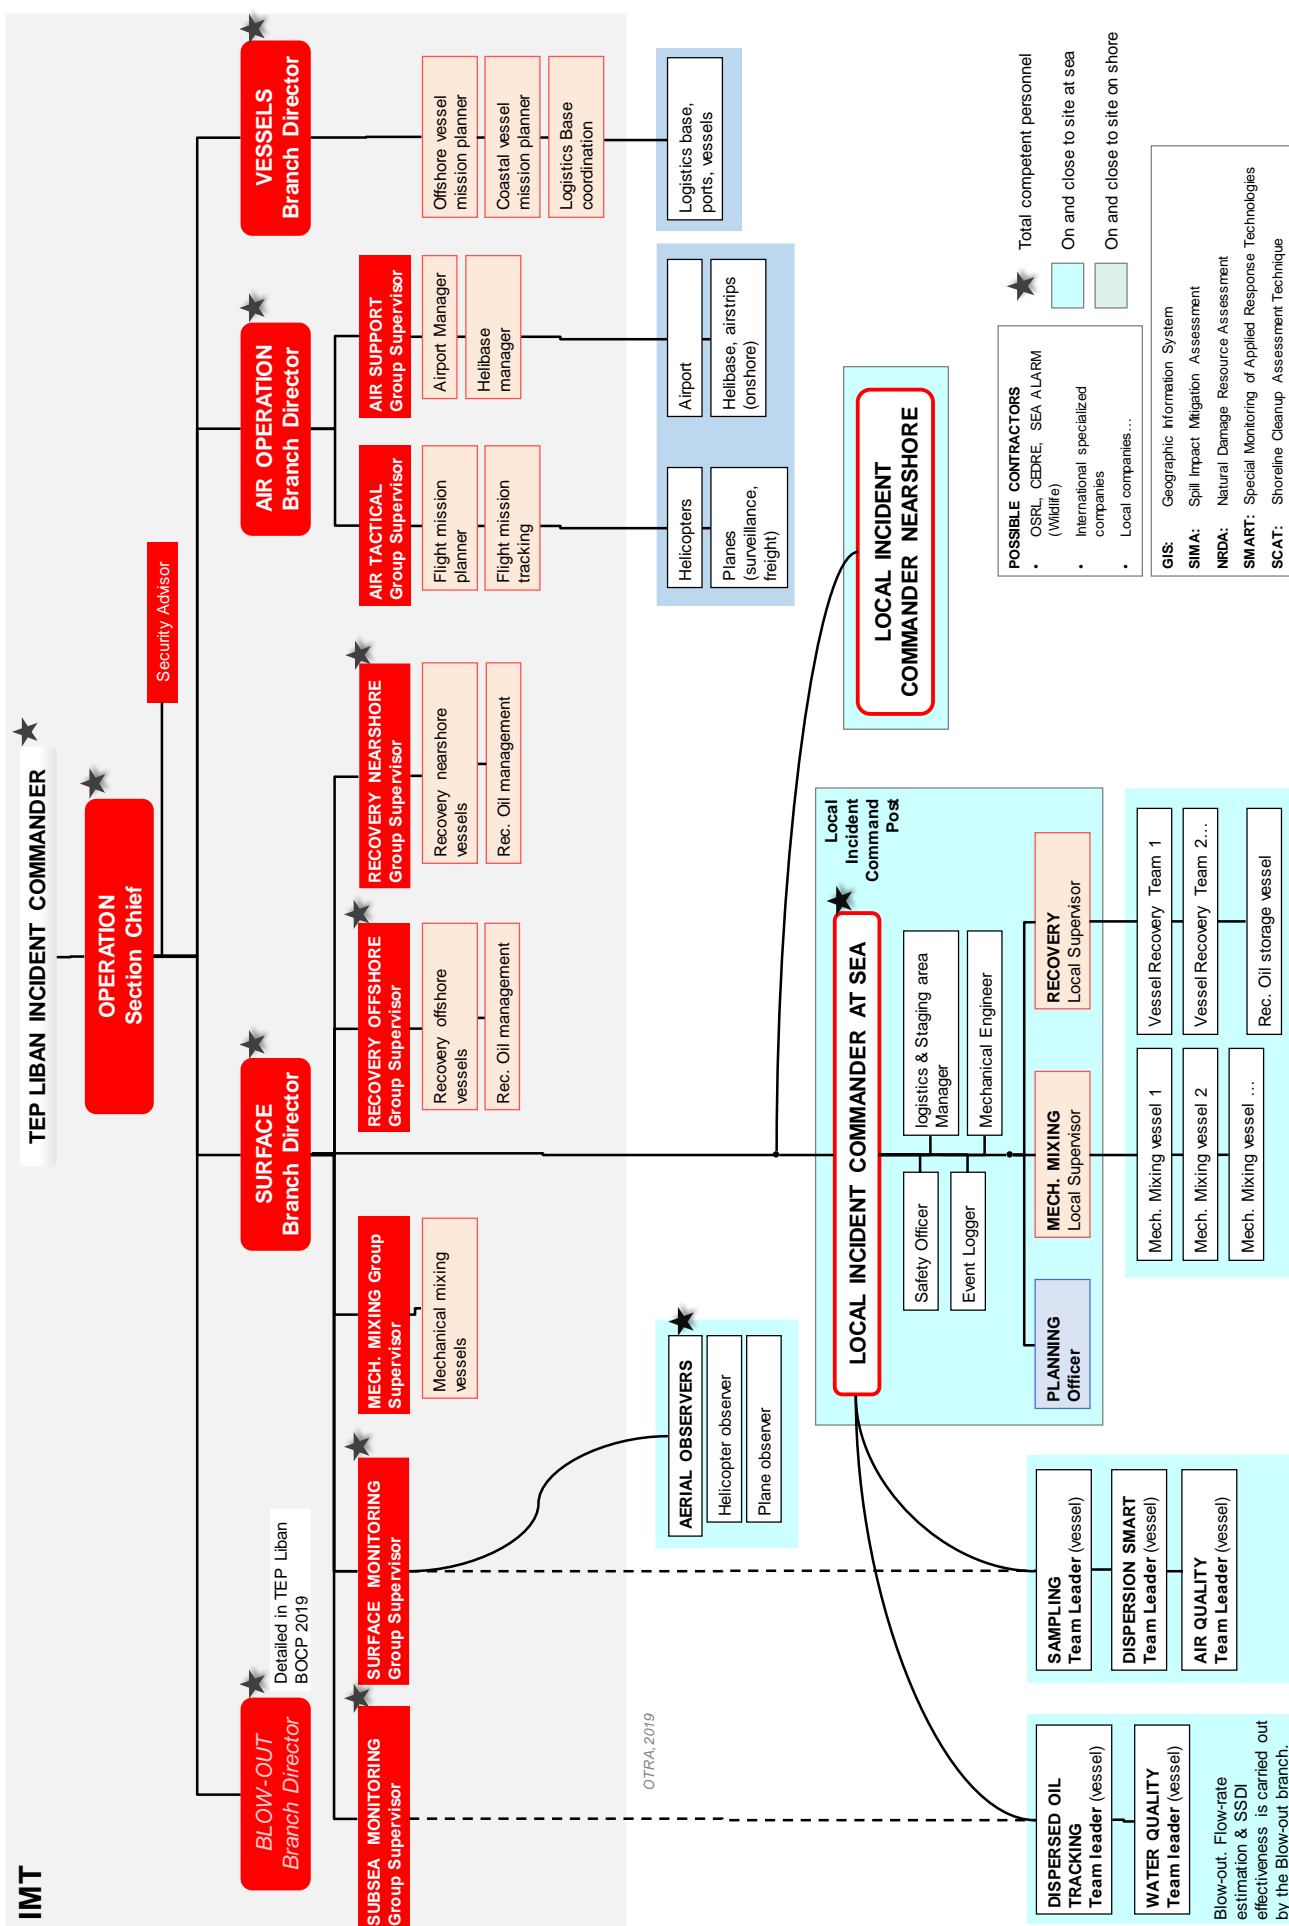 IMT
TEP LIBAN INCIDENT COMMANDER
OPERATION
Section Chief
Security Advisor
BLOW-OUT
Branch Director
Detailed in TEP Liban
BOCP 2019
SURFACE
Branch Director
AIR OPERATION
Branch Director
VESSELS
Branch Director
SUBSEA MONITORING
Group Supervisor
SURFACE MONITORING
Group Supervisor
MECH. MIXING Group
Supervisor
Mechanical mixing
vessels
RECOVERY OFFSHORE
Group Supervisor
Recovery offshore
vessels
Rec. Oil management
RECOVERY NEARSHORE
Group Supervisor
Recovery nearshore
vessels
Rec. Oil management
AIR TACTICAL
Group Supervisor
Flight mission
planner
Flight mission
tracking
AIR SUPPORT
Group Supervisor
Airport Manager
Helibase
manager
Offshore vessel
mission planner
Coastal vessel
mission planner
Logistics Base
coordination
OTRA, 2019
AERIAL OBSERVERS
Helicopter observer
Plane observer
Helicopters
Planes
(surveillance,
freight)
Airport
Helibase, airstrips
(onshore)
Logistics base,
ports, vessels
LOCAL INCIDENT COMMANDER AT SEA
Local
Incident
Command
Post
Safety Officer
Event Logger
logistics & Staging area
Manager
Mechanical Engineer
PLANNING
Officer
MECH. MIXING
Local Supervisor
RECOVERY
Local Supervisor
LOCAL INCIDENT
COMMANDER NEARSHORE
DISPERSED OIL
TRACKING
Team leader (vessel)
WATER QUALITY
Team leader (vessel)
Blow-out. Flow-rate
estimation & SSDI
effectiveness is carried out
by the Blow-out branch.
SAMPLING
Team Leader (vessel)
DISPERSION SMART
Team Leader (vessel)
AIR QUALITY
Team Leader (vessel)
Mech. Mixing vessel 1
Mech. Mixing vessel 2
Mech. Mixing vessel …
Vessel Recovery Team 1
Vessel Recovery Team 2…
Rec. Oil storage vessel
POSSIBLE CONTRACTORS
• OSRL, CEDRE, SEA ALARM
(Wildlife)
• International specialized
companies
• Local companies…
Total competent personnel
On and close to site at sea
On and close to site on shore
GIS: Geographic Information System
SIMA: Spill Impact Mitigation Assessment
NRDA: Natural Damage Resource Assessment
SMART: Special Monitoring of Applied Response Technologies
SCAT: Shoreline Cleanup Assessment Technique